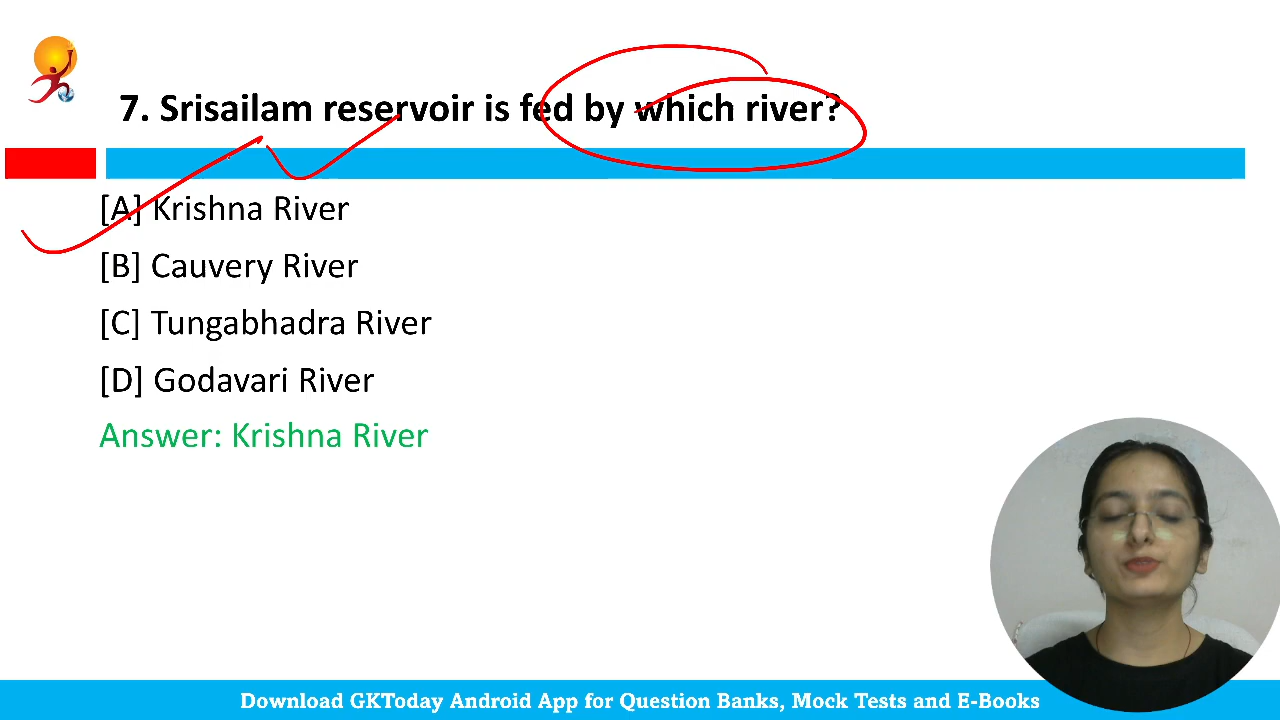 7. Srisailam reservoir is fed by which river?
[A] Krishna River
[B] Cauvery River
[C] Tungabhadra River
[D] Godavari River
Answer: Krishna River
Download GKToday Android App for Question Banks, Mock Tests and E-Books